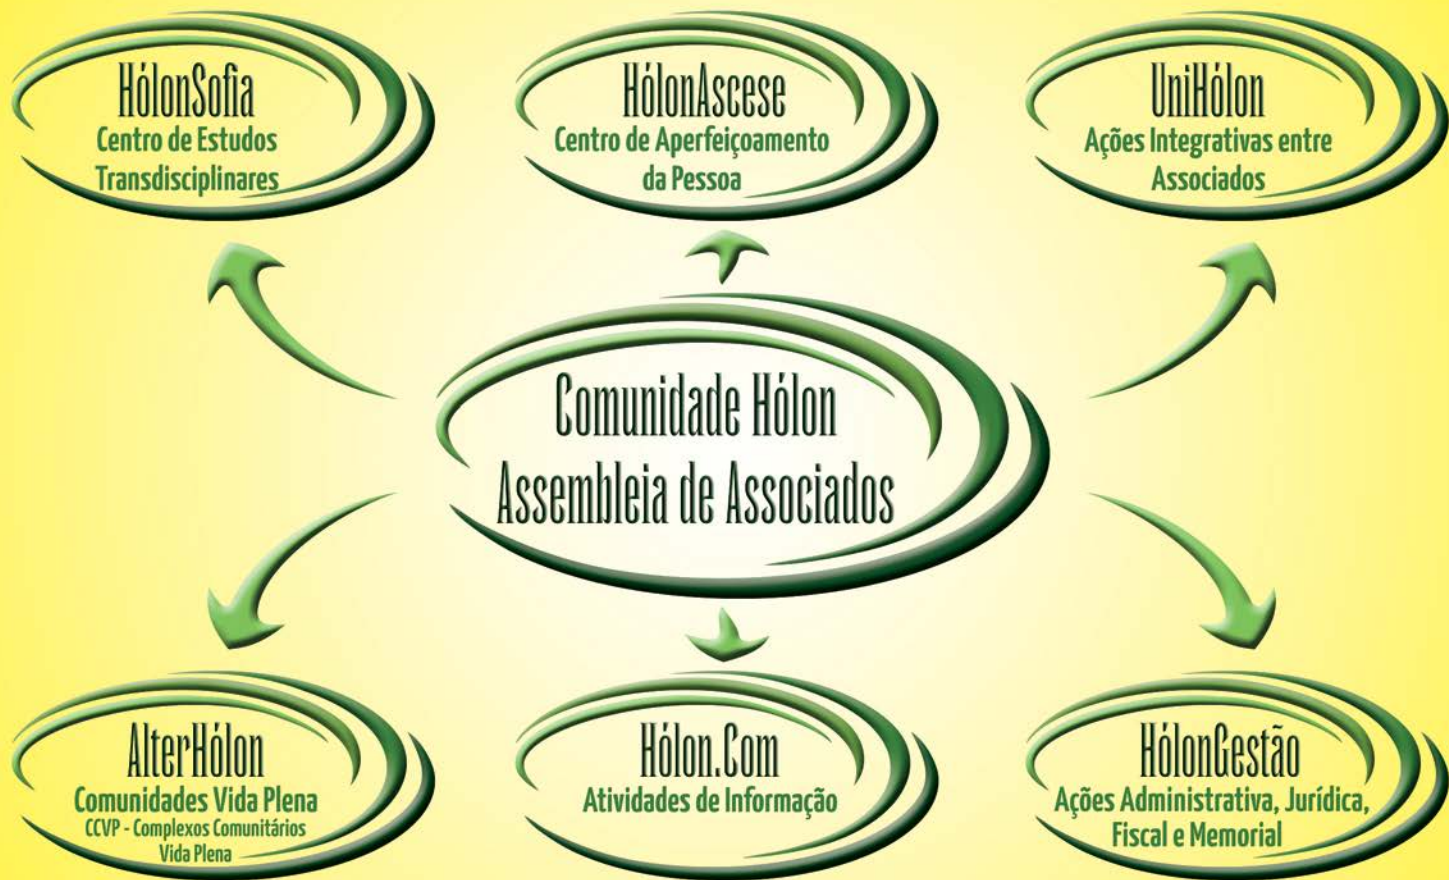 HólonSofia
Centro de Estudos
Transdisciplinares
HólonAscese
Centro de Aperfeiçoamento
da Pessoa
UniHólon
Ações Integrativas entre
Associados
Comunidade Hólon
Assembleia de Associados
AlterHólon
Comunidades Vida Plena
CCVP - Complexos Comunitários
Vida Plena
Hólon.Com
Atividades de Informação
HólonGestão
Ações Administrativa, Jurídica,
Fiscal e Memorial